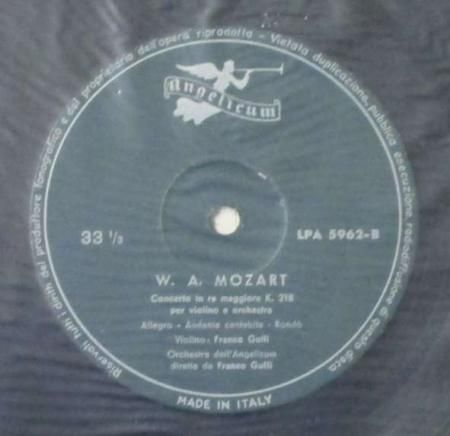 Riservati tutti i diritti del produttore fonografico e del proprietario dell'opera riprodotta - Vietata duplicazione, pubblica esecuzione, radiodiffusione di questo disco
Angelicum
33 1/3
LPA 5962-B
W. A. MOZART
Concerto in re maggiore K. 218
per violino e orchestra
Allegro - Andante cantabile - Rondò
Violino: Franco Gulli
Orchestra dell'Angelicum
diretta da Franco Gulli
MADE IN ITALY